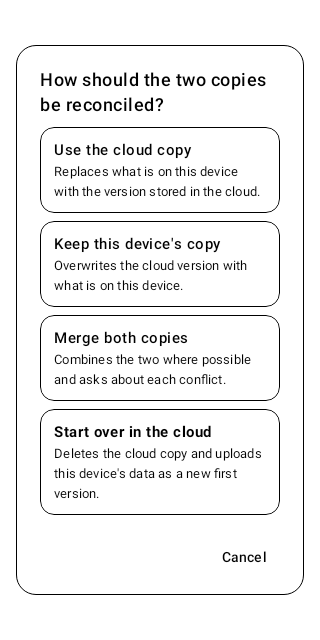 How should the two copies
be reconciled?
Use the cloud copy
Replaces what is on this device
with the version stored in the cloud.
Keep this device's copy
Overwrites the cloud version with
what is on this device.
Merge both copies
Combines the two where possible
and asks about each conflict.
Start over in the cloud
Deletes the cloud copy and uploads
this device's data as a new first
version.
Cancel